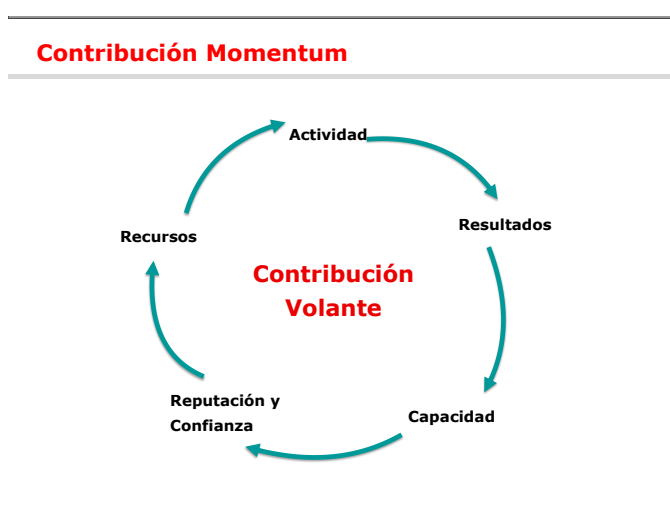 Contribución Momentum
Actividad
Resultados
Recursos
Contribución
Volante
Reputación y
Confianza
Capacidad